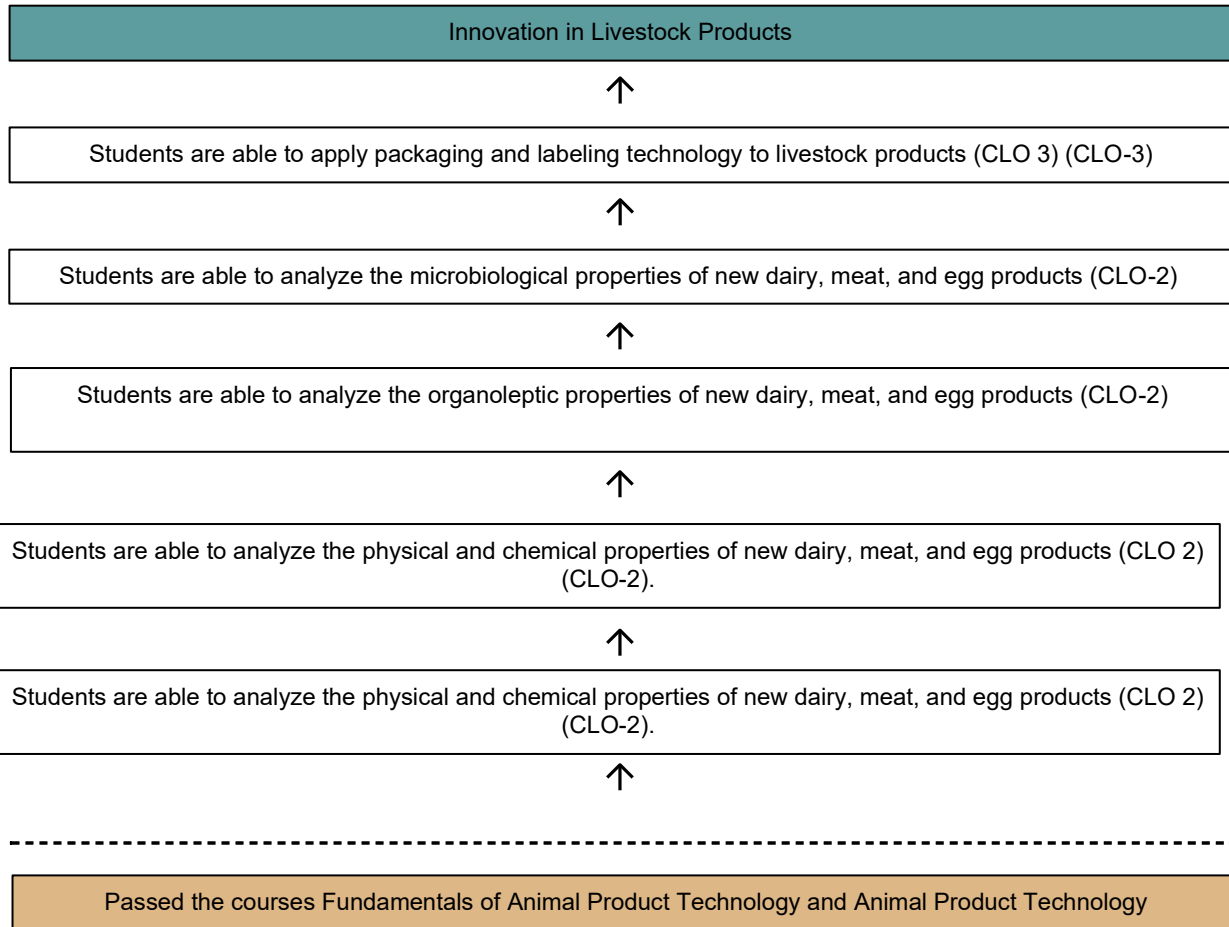 Innovation in Livestock Products
Students are able to apply packaging and labeling technology to livestock products (CLO 3) (CLO-3)
Students are able to analyze the microbiological properties of new dairy, meat, and egg products (CLO-2)
Students are able to analyze the organoleptic properties of new dairy, meat, and egg products (CLO-2)
Students are able to analyze the physical and chemical properties of new dairy, meat, and egg products (CLO 2)
(CLO-2).
Students are able to analyze the physical and chemical properties of new dairy, meat, and egg products (CLO 2)
(CLO-2).
Passed the courses Fundamentals of Animal Product Technology and Animal Product Technology